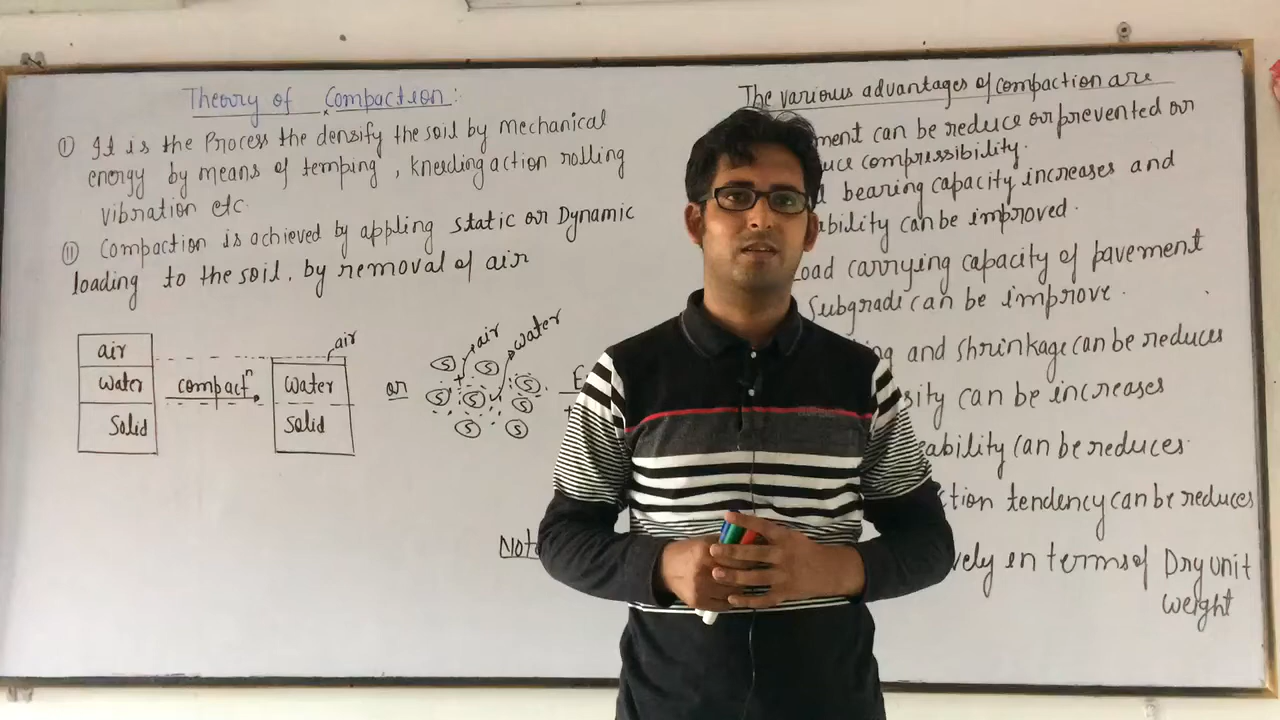 Theory of Compaction:
I It is the Process the densify the soil by mechanical
energy by means of temping, kneeding action rolling
vibration etc.
II Compaction is achieved by appling static or Dynamic
loading to the soil. by removal of air
air
water
Solid
compactn
air
water
Solid
or
air
water
S S S S S S S S
Not
The various advantages of compaction are
ment can be reduce or prevented or
uce compressibility.
bearing capacity increases and
ability can be improved.
Load carrying capacity of pavement
Subgrade can be improve.
ing and shrinkage can be reduces
sity can be increases
eability can be reduces
ction tendency can be reduces
vely in terms of Dry unit
weight